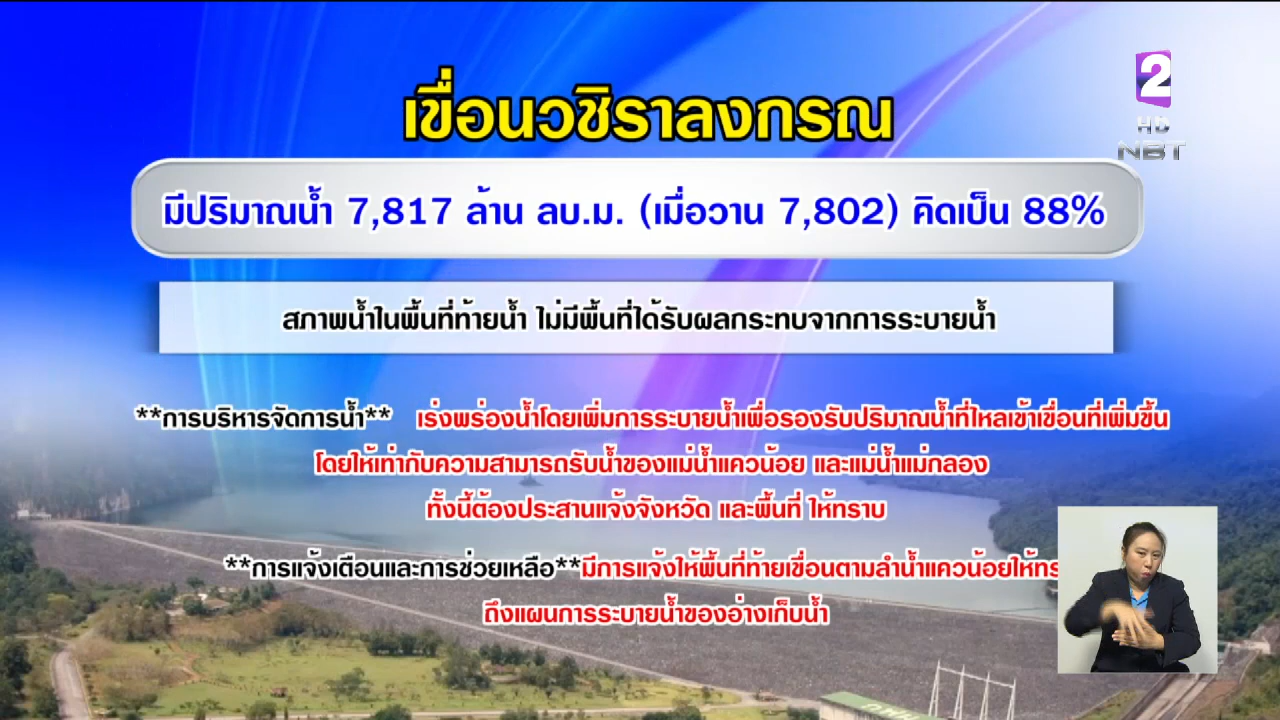 เขื่อนวชิราลงกรณ
2
HD
NBT
มีปริมาณน้ำ 7,817 ล้าน ลบ.ม. (เมื่อวาน 7,802) คิดเป็น 88%
สภาพน้ำในพื้นที่ท้ายน้ำ ไม่มีพื้นที่ได้รับผลกระทบจากการระบายน้ำ
**การบริหารจัดการน้ำ** เร่งพร่องน้ำโดยเพิ่มการระบายน้ำเพื่อรองรับปริมาณน้ำที่ไหลเข้าเขื่อนที่เพิ่มขึ้น
โดยให้เท่ากับความสามารถรับน้ำของแม่น้ำแควน้อย และแม่น้ำแม่กลอง
ทั้งนี้ต้องประสานแจ้งจังหวัด และพื้นที่ ให้ทราบ
**การแจ้งเตือนและการช่วยเหลือ**มีการแจ้งให้พื้นที่ท้ายเขื่อนตามลำน้ำแควน้อยให้
ถึงแผนการระบายน้ำของอ่างเก็บน้ำ